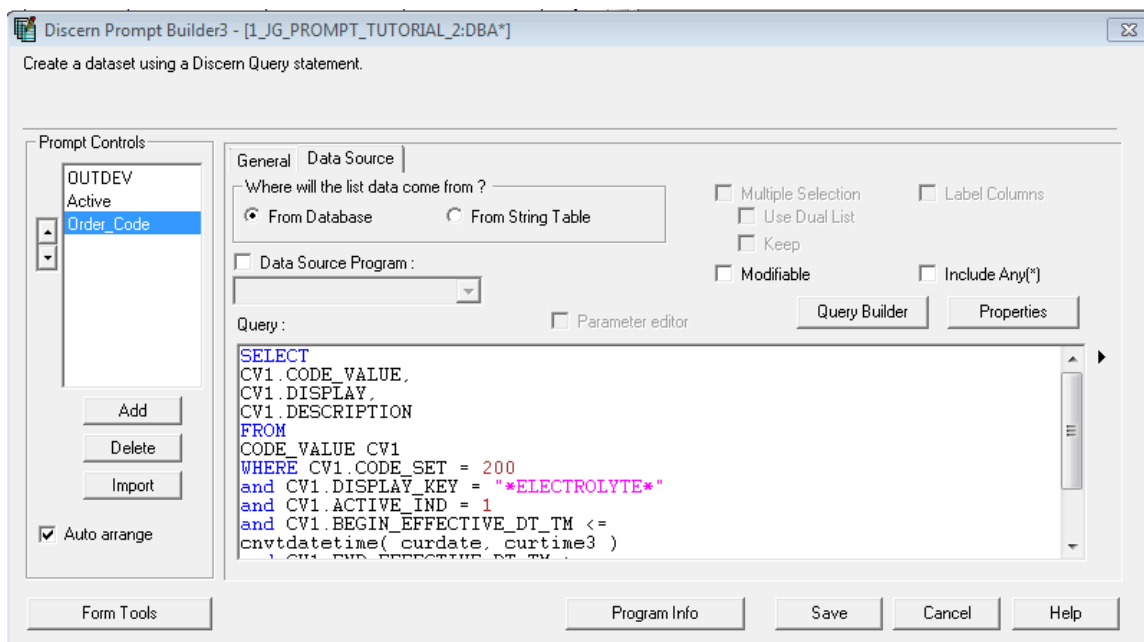 Discern Prompt Builder3 - [1_JG_PROMPT_TUTORIAL_2:DBA*]
Create a dataset using a Discern Query statement.
Prompt Controls
OUTDEV
Active
Order_Code
Add
Delete
Import
Auto arrange
General Data Source
Where will the list data come from ?
From Database From String Table
Multiple Selection Label Columns
Use Dual List
Keep
Data Source Program :
Modifiable Include Any(*)
Query Builder Properties
Query : Parameter editor
SELECT
CV1.CODE_VALUE,
CV1.DISPLAY,
CV1.DESCRIPTION
FROM
CODE_VALUE CV1
WHERE CV1.CODE_SET = 200
and CV1.DISPLAY_KEY = "*ELECTROLYTE*"
and CV1.ACTIVE_IND = 1
and CV1.BEGIN_EFFECTIVE_DT_TM <=
cnvtdatetime( curdate, curtime3 )
and CV1.END_EFFECTIVE_DT_TM
Form Tools Program Info Save Cancel Help